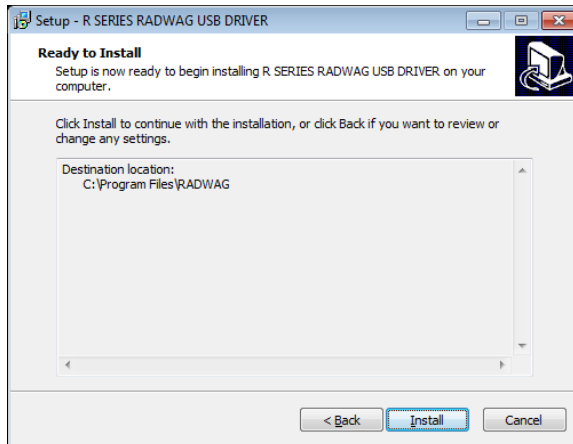 Setup - R SERIES RADWAG USB DRIVER
Ready to Install
Setup is now ready to begin installing R SERIES RADWAG USB DRIVER on your
computer.
Click Install to continue with the installation, or click Back if you want to review or
change any settings.
Destination location:
C:\Program Files\RADWAG
< Back
Install
Cancel